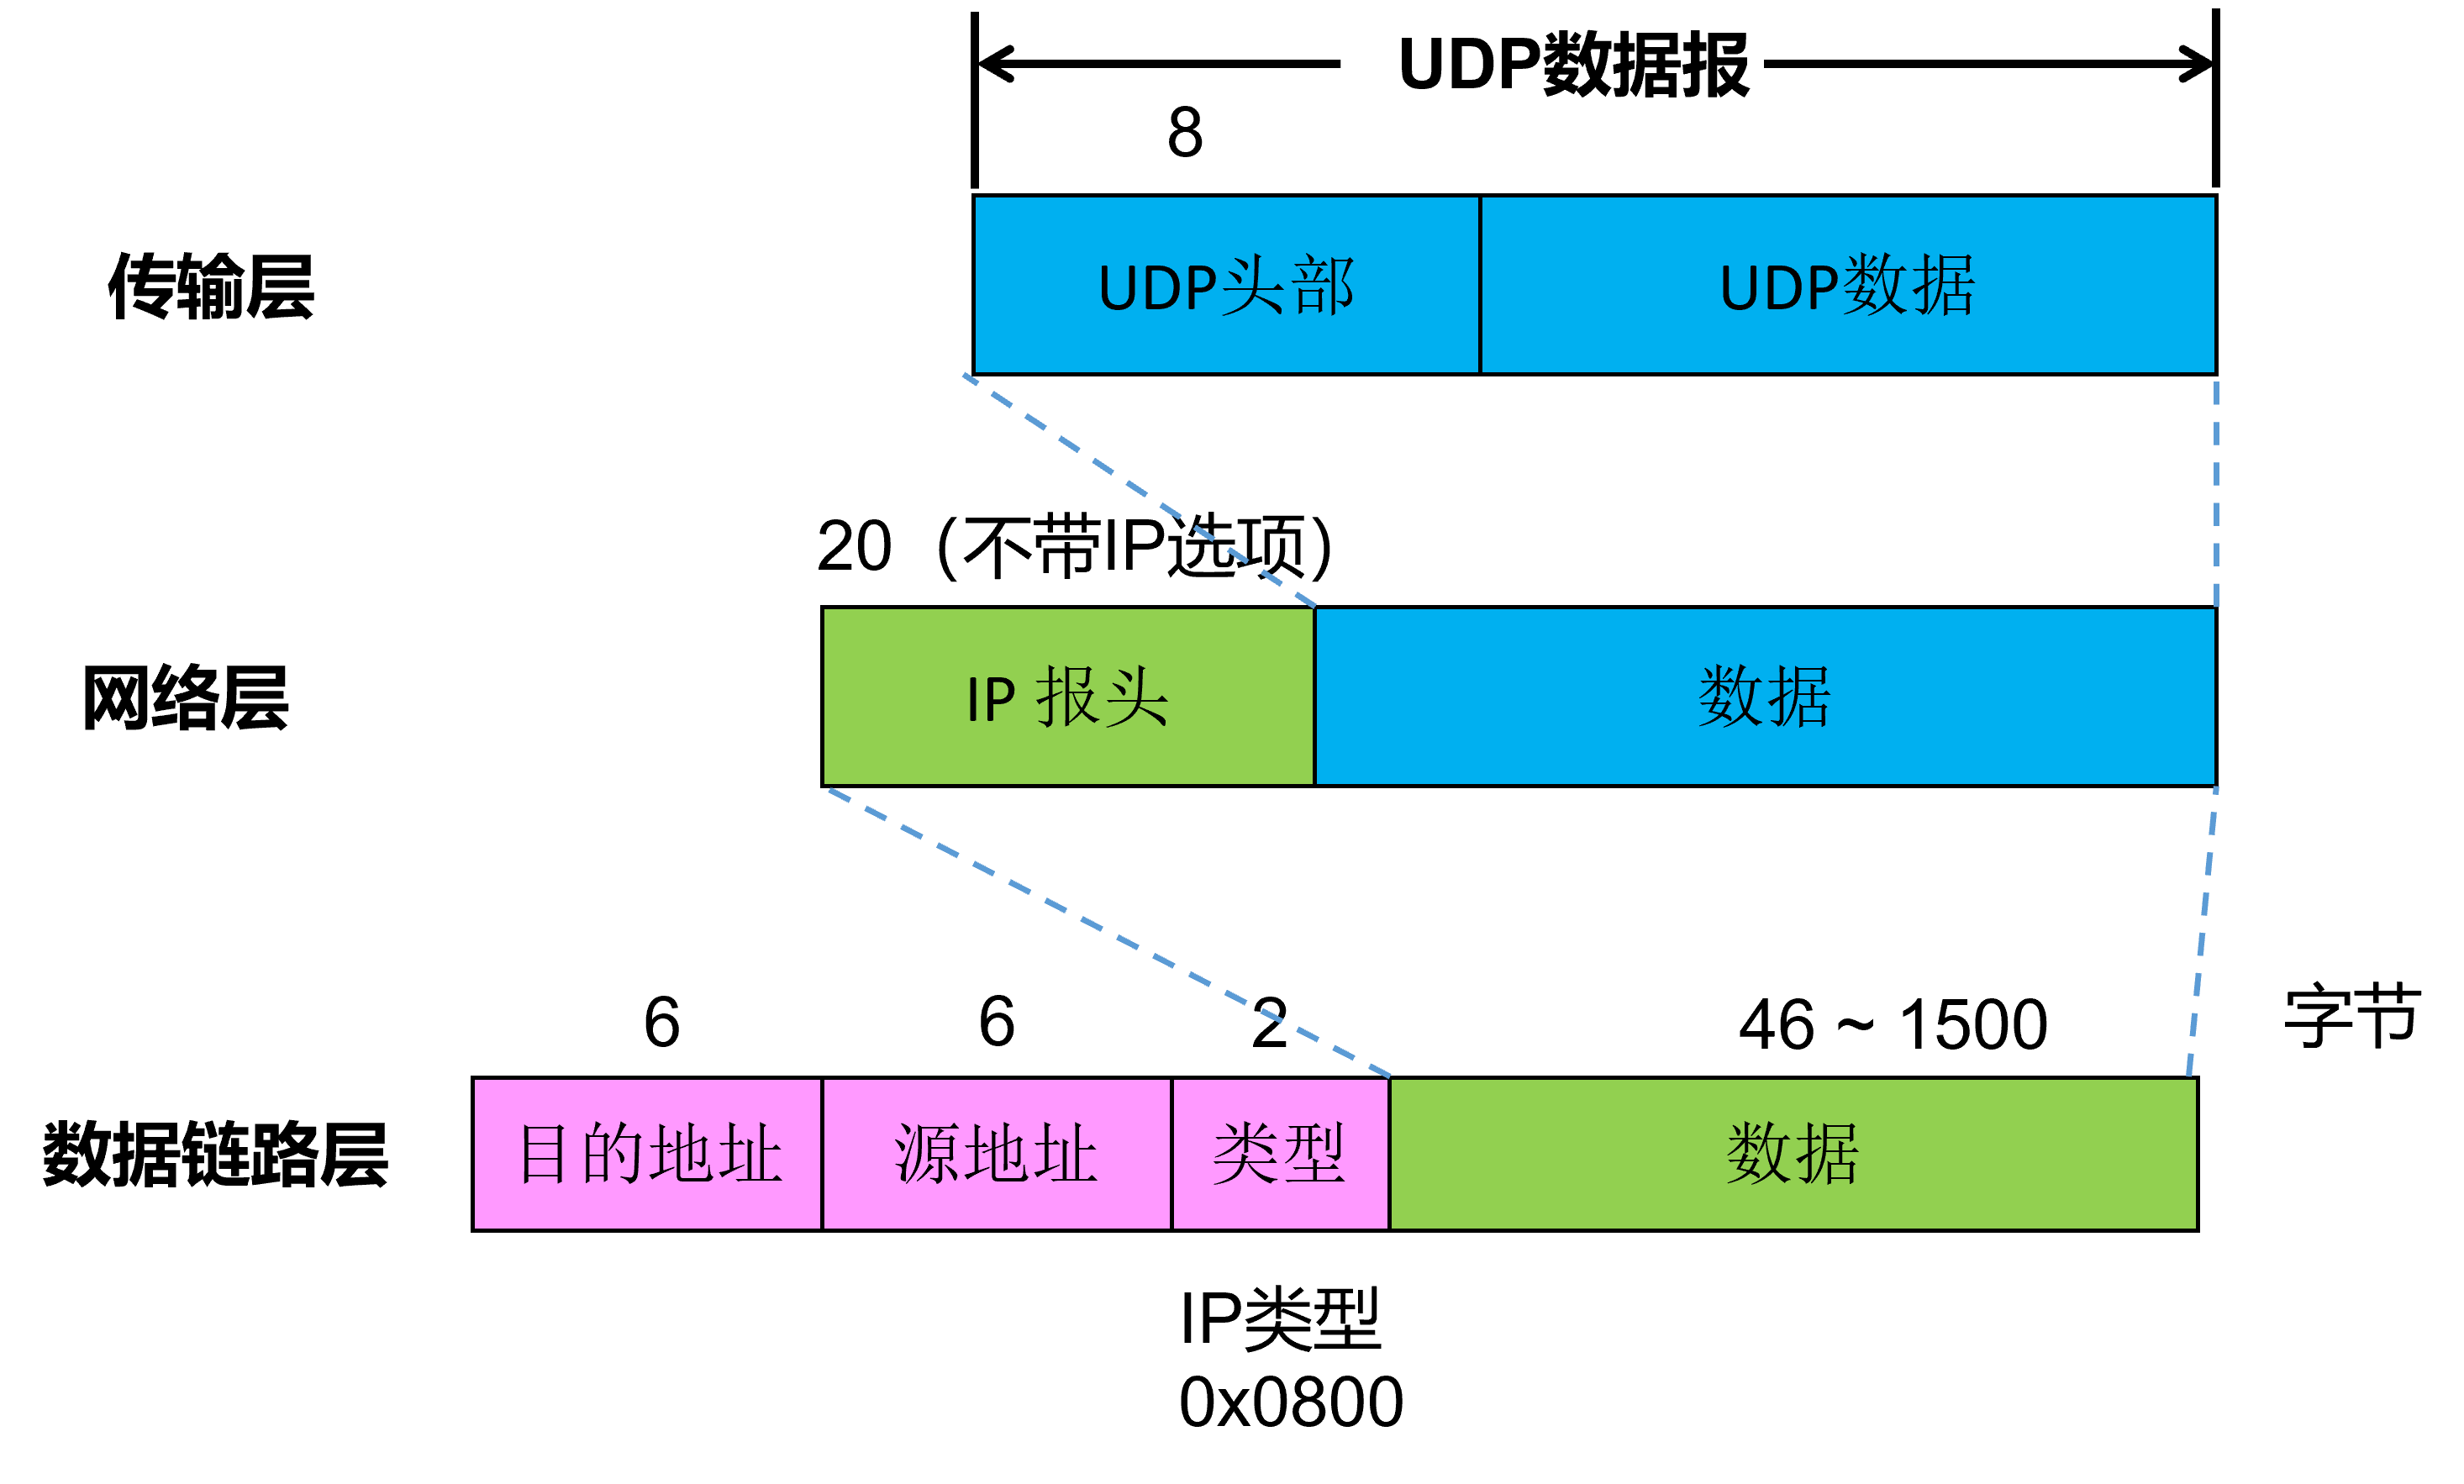 UDP数据报
8
传输层
UDP头部
UDP数据
20（不带IP选项）
网络层
IP 报头
数据
6
6
2
46 ~ 1500
字节
数据链路层
目的地址
源地址
类型
数据
IP类型
0x0800